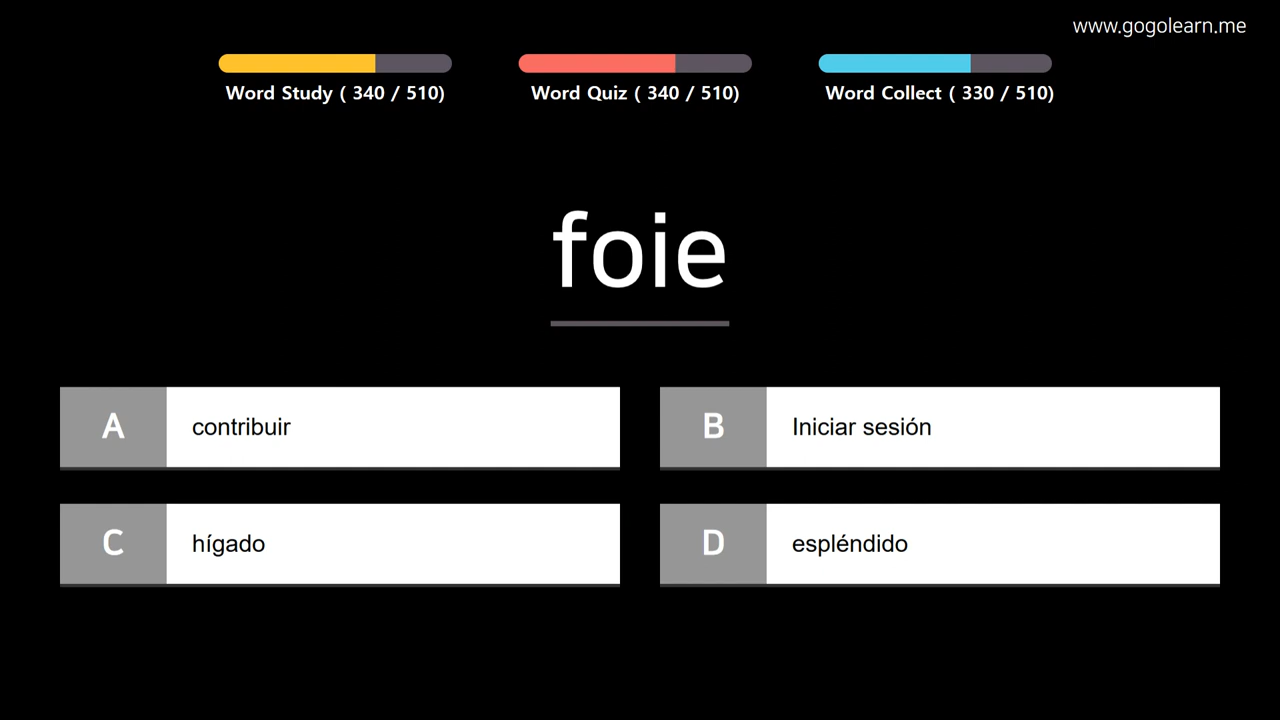 www.gogolearn.me
Word Study ( 340 / 510)
Word Quiz ( 340 / 510)
Word Collect ( 330 / 510)
foie
A
contribuir
B
Iniciar sesión
C
hígado
D
espléndido